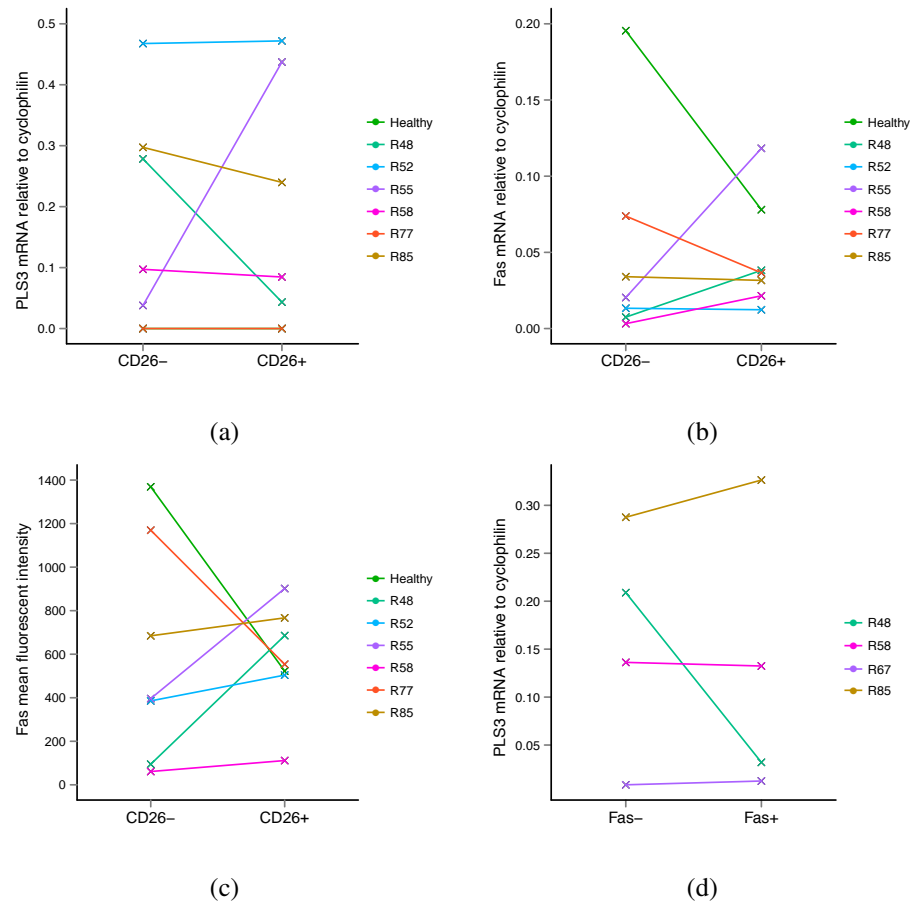 PLS3 mRNA relative to cyclophilin
0.5
0.4
0.3
0.2
0.1
0.0
CD26−
CD26+
Healthy
R48
R52
R55
R58
R77
R85
(a)
Fas mRNA relative to cyclophilin
0.20
0.15
0.10
0.05
0.00
CD26−
CD26+
Healthy
R48
R52
R55
R58
R77
R85
(b)
Fas mean fluorescent intensity
1400
1200
1000
800
600
400
200
0
CD26−
CD26+
Healthy
R48
R52
R55
R58
R77
R85
(c)
PLS3 mRNA relative to cyclophilin
0.30
0.25
0.20
0.15
0.10
0.05
Fas−
Fas+
R48
R58
R67
R85
(d)